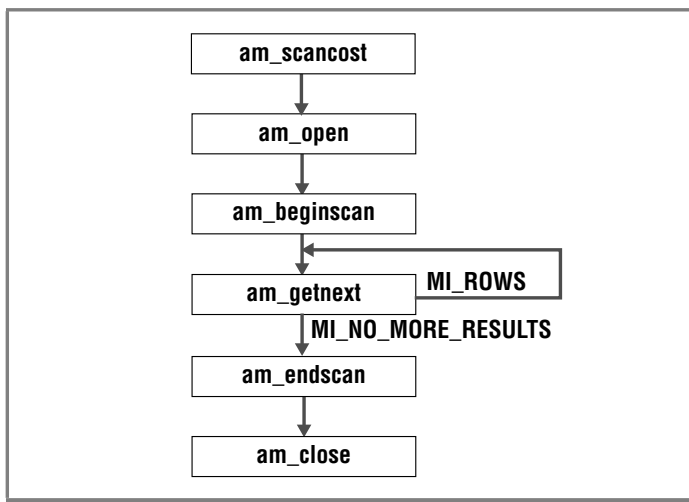 am_scancost
am_open
am_beginscan
am_getnext
MI_ROWS
MI_NO_MORE_RESULTS
am_endscan
am_close